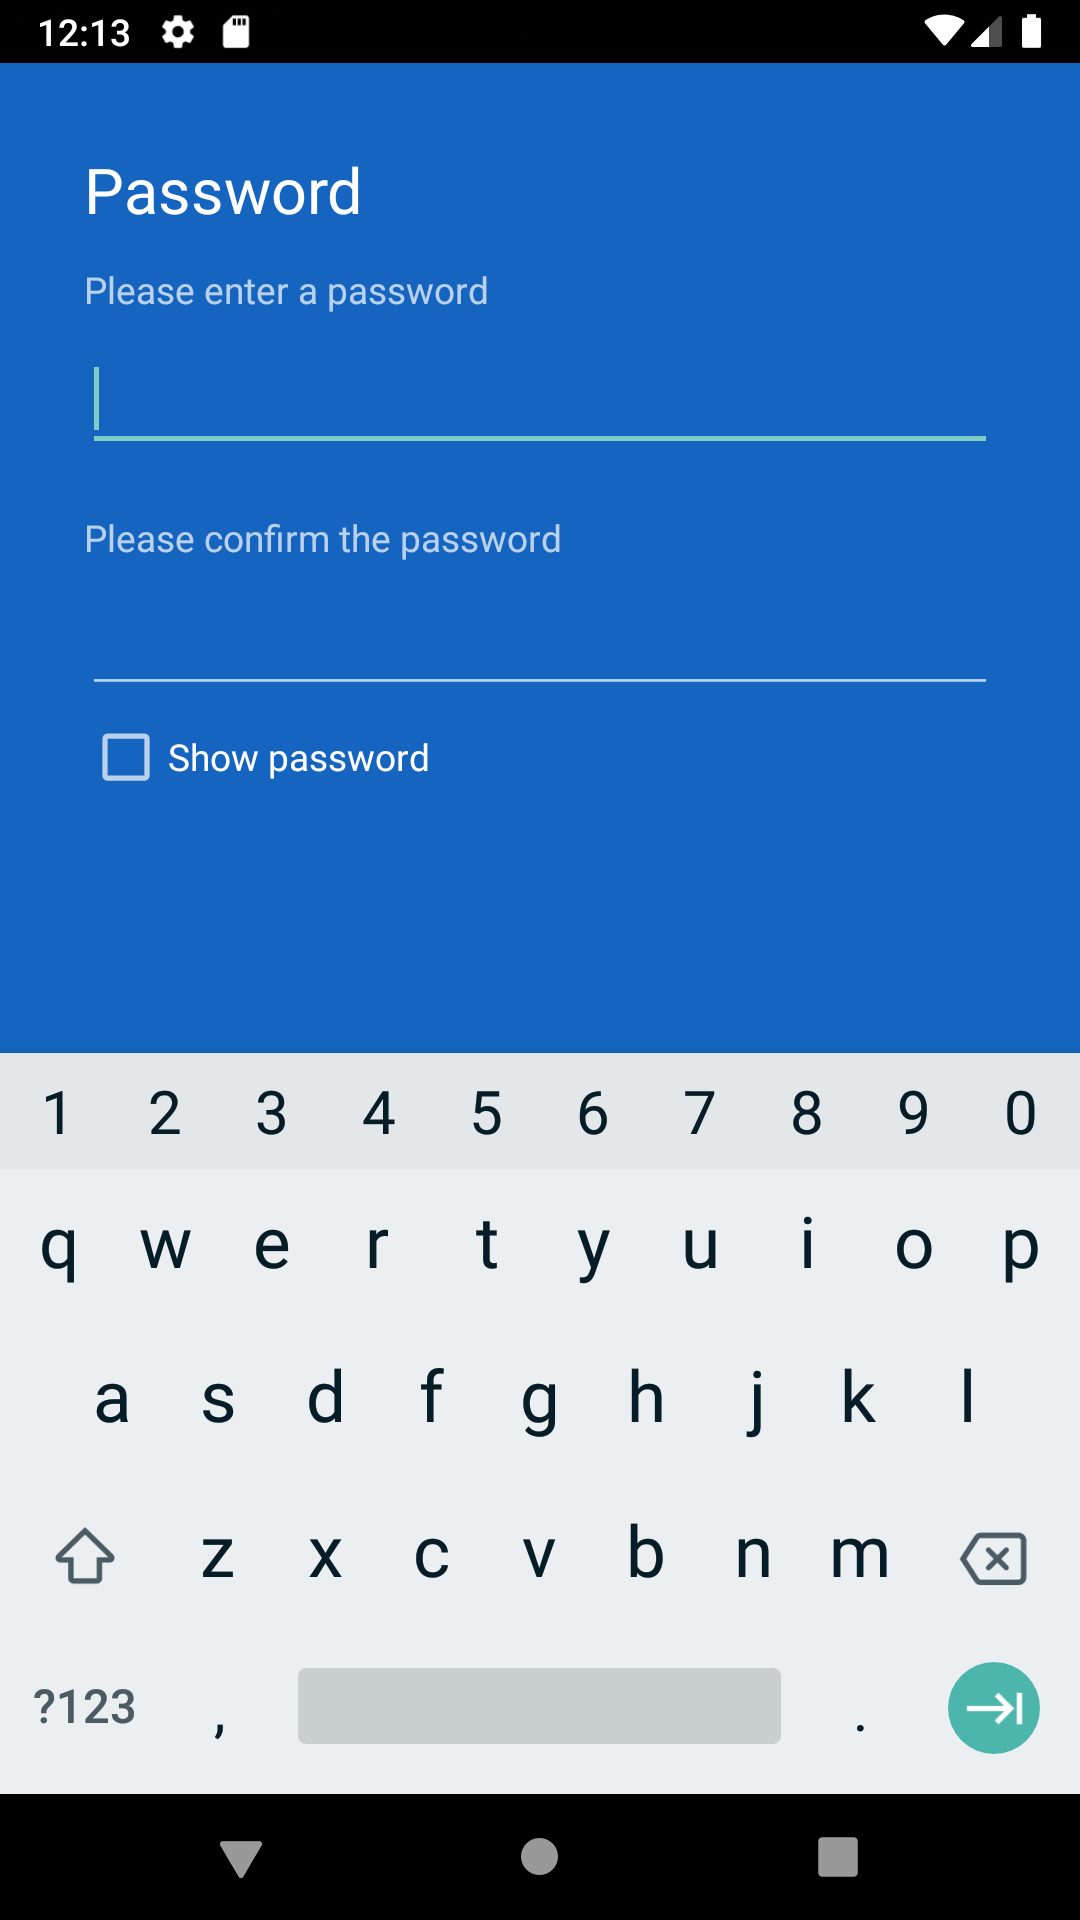 12:13
Password
Please enter a password
Please confirm the password
Show password
1 2 3 4 5 6 7 8 9 0
q w e r t y u i o p
a s d f g h j k l
z x c v b n m
?123 , .